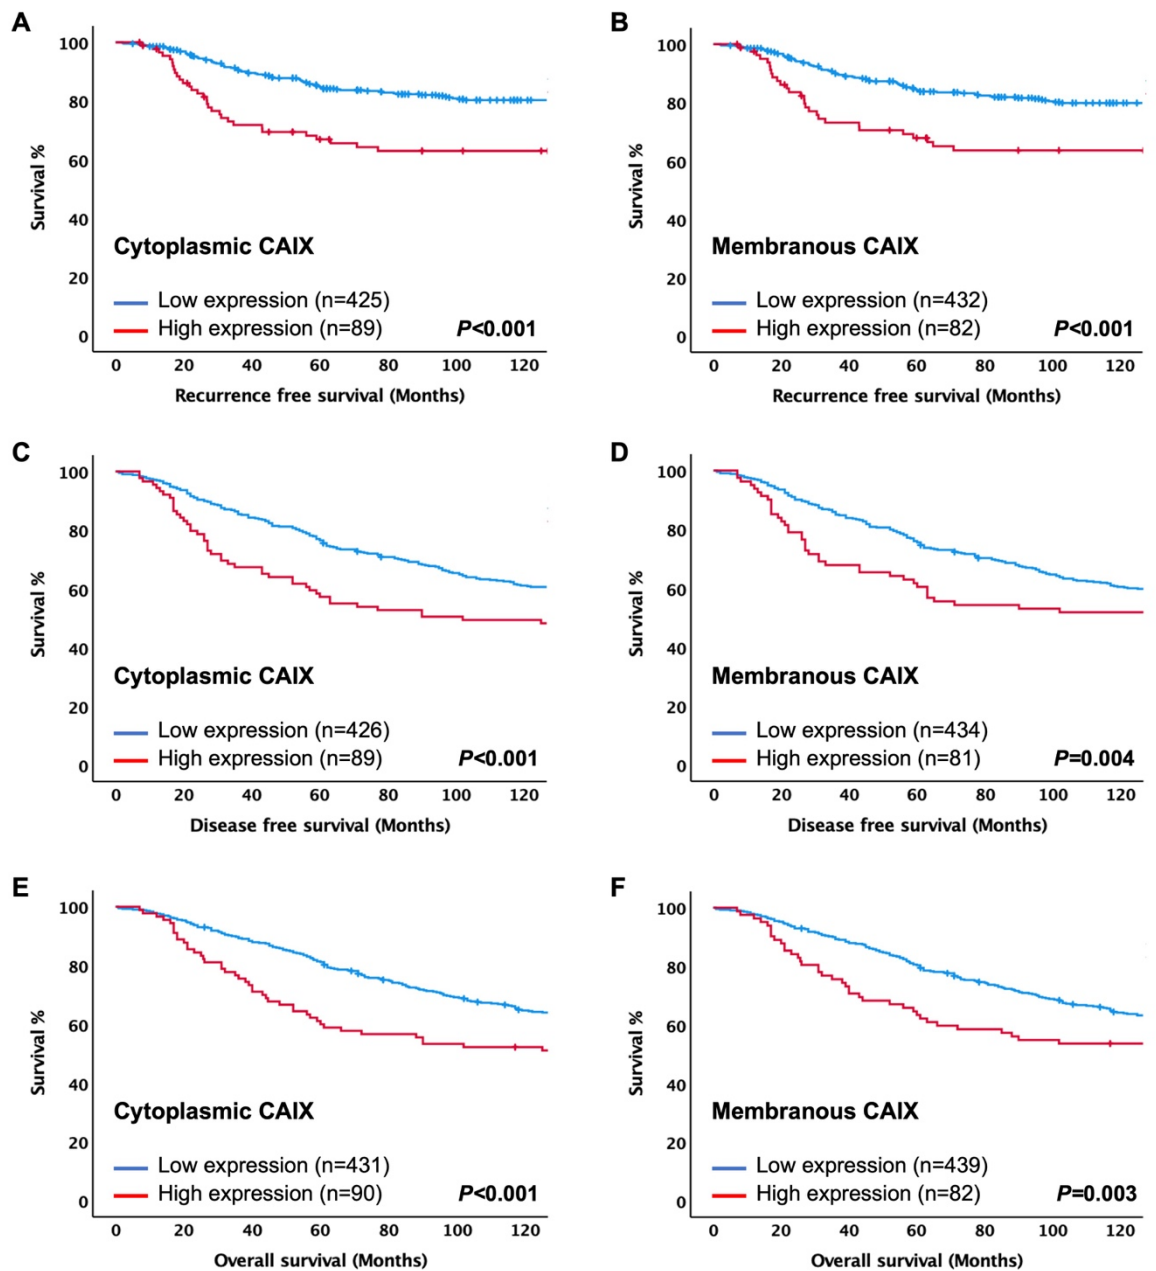 A
100
80
60
40
20
0
Survival %
Cytoplasmic CAIX
Low expression (n=425)
High expression (n=89)
P<0.001
0 20 40 60 80 100 120
Recurrence free survival (Months)
B
100
80
60
40
20
0
Survival %
Membranous CAIX
Low expression (n=432)
High expression (n=82)
P<0.001
0 20 40 60 80 100 120
Recurrence free survival (Months)
C
100
80
60
40
20
0
Survival %
Cytoplasmic CAIX
Low expression (n=426)
High expression (n=89)
P<0.001
0 20 40 60 80 100 120
Disease free survival (Months)
D
100
80
60
40
20
0
Survival %
Membranous CAIX
Low expression (n=434)
High expression (n=81)
P=0.004
0 20 40 60 80 100 120
Disease free survival (Months)
E
100
80
60
40
20
0
Survival %
Cytoplasmic CAIX
Low expression (n=431)
High expression (n=90)
P<0.001
0 20 40 60 80 100 120
Overall survival (Months)
F
100
80
60
40
20
0
Survival %
Membranous CAIX
Low expression (n=439)
High expression (n=82)
P=0.003
0 20 40 60 80 100 120
Overall survival (Months)